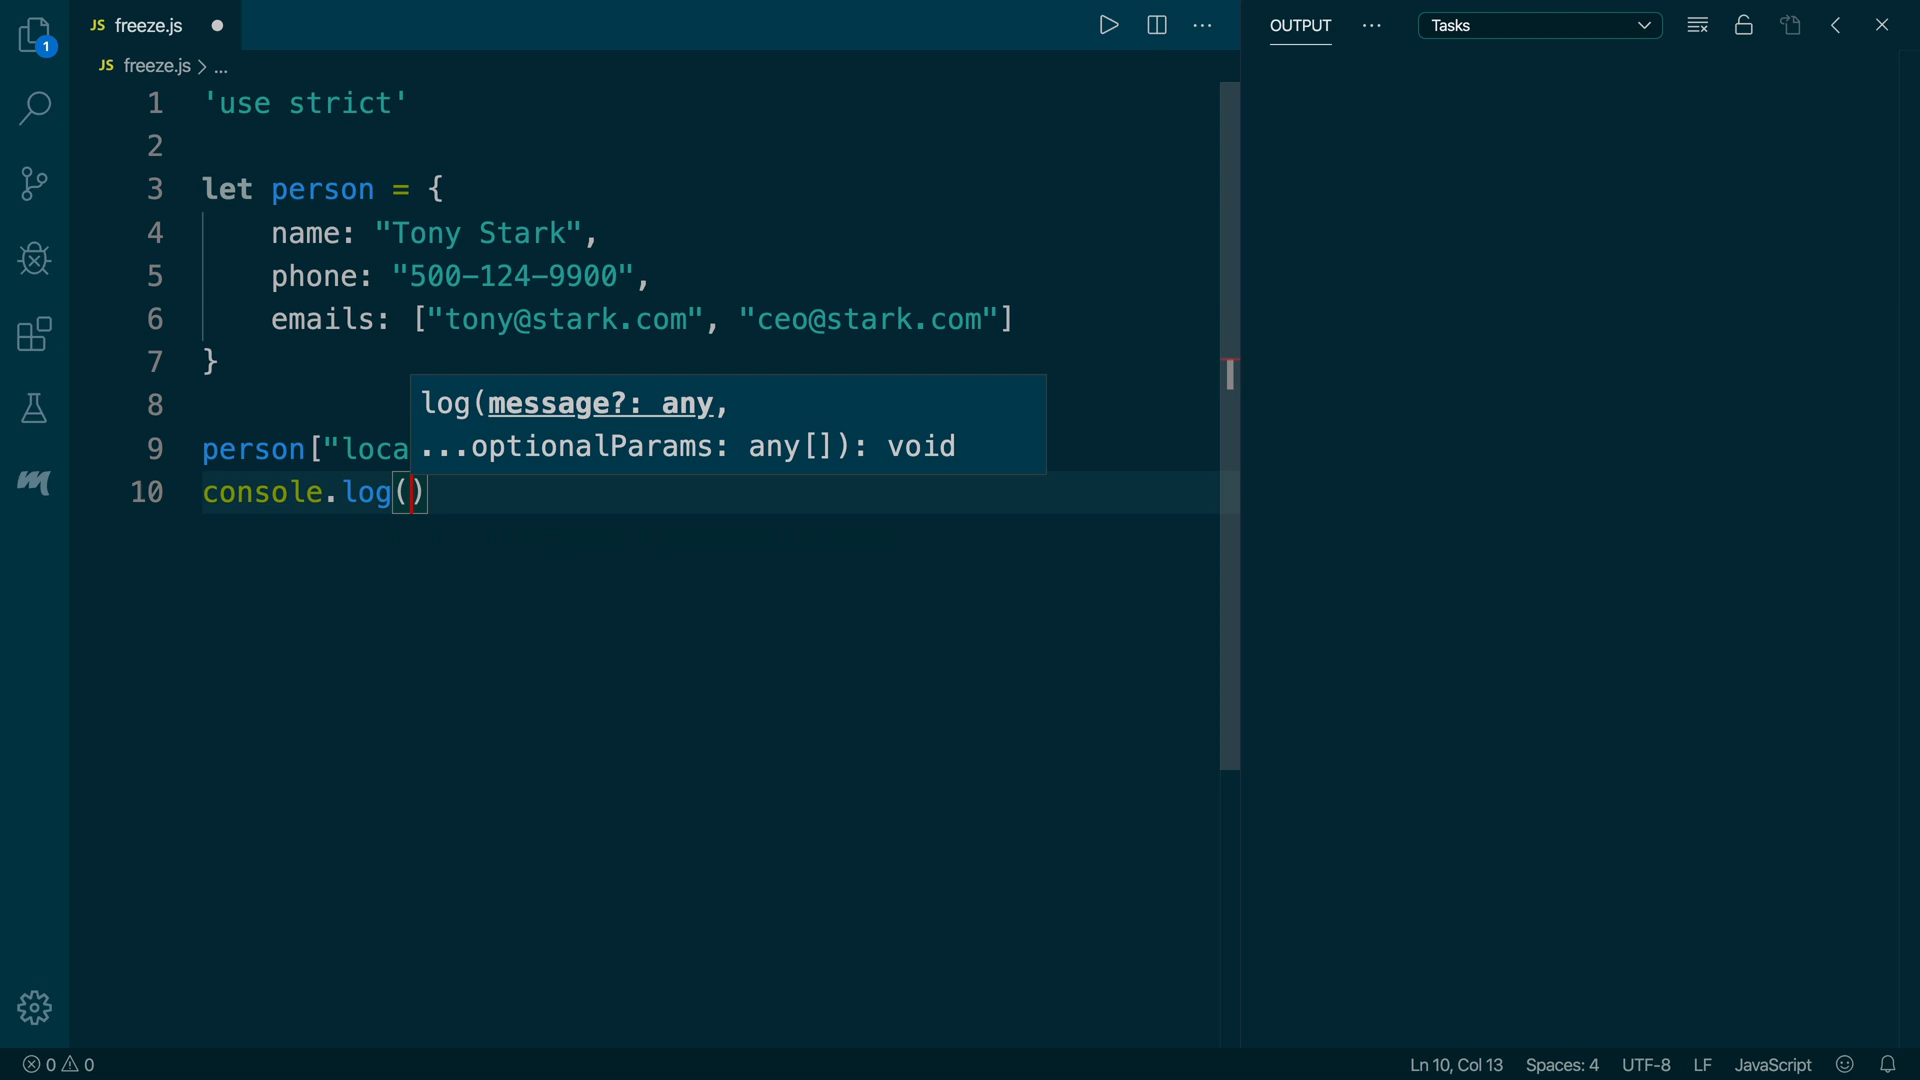 1
JS freeze.js
JS freeze.js > ...
1 'use strict'
2
3 let person = {
4 name: "Tony Stark",
5 phone: "500-124-9900",
6 emails: ["tony@stark.com", "ceo@stark.com"]
7 }
8
log(message?: any,
...optionalParams: any[]): void
9 person["loca
10 console.log()
OUTPUT ... Tasks
0 0
Ln 10, Col 13 Spaces: 4 UTF-8 LF JavaScript